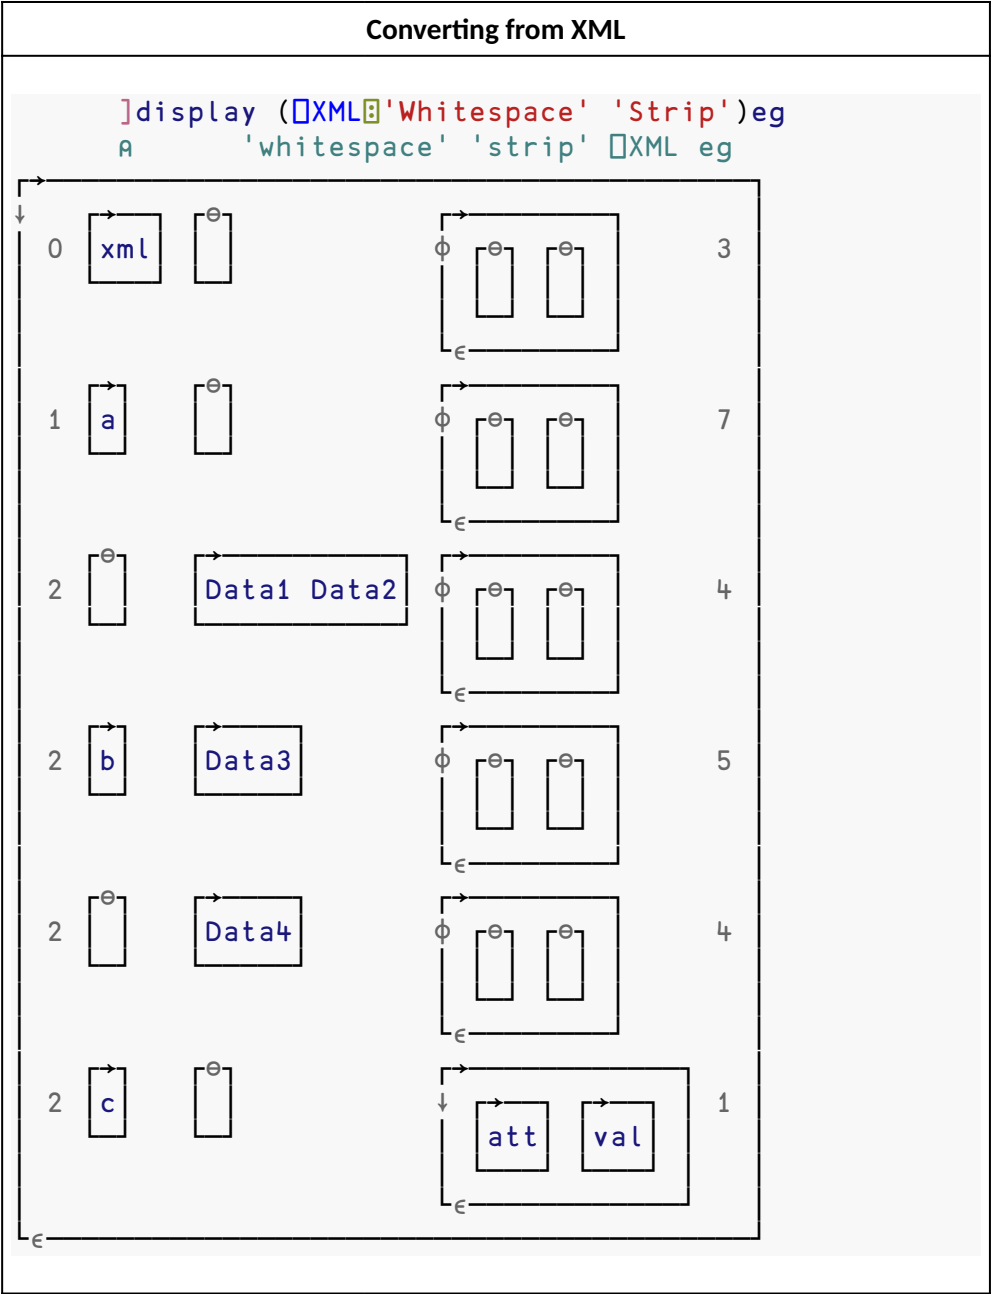 Converting from XML
]display (⎕XML⍠'Whitespace' 'Strip')eg
⍝ 'whitespace' 'strip' ⎕XML eg
0 xml 3
1 a 7
2 Data1 Data2 4
2 b Data3 5
2 Data4 4
2 c 1
att val